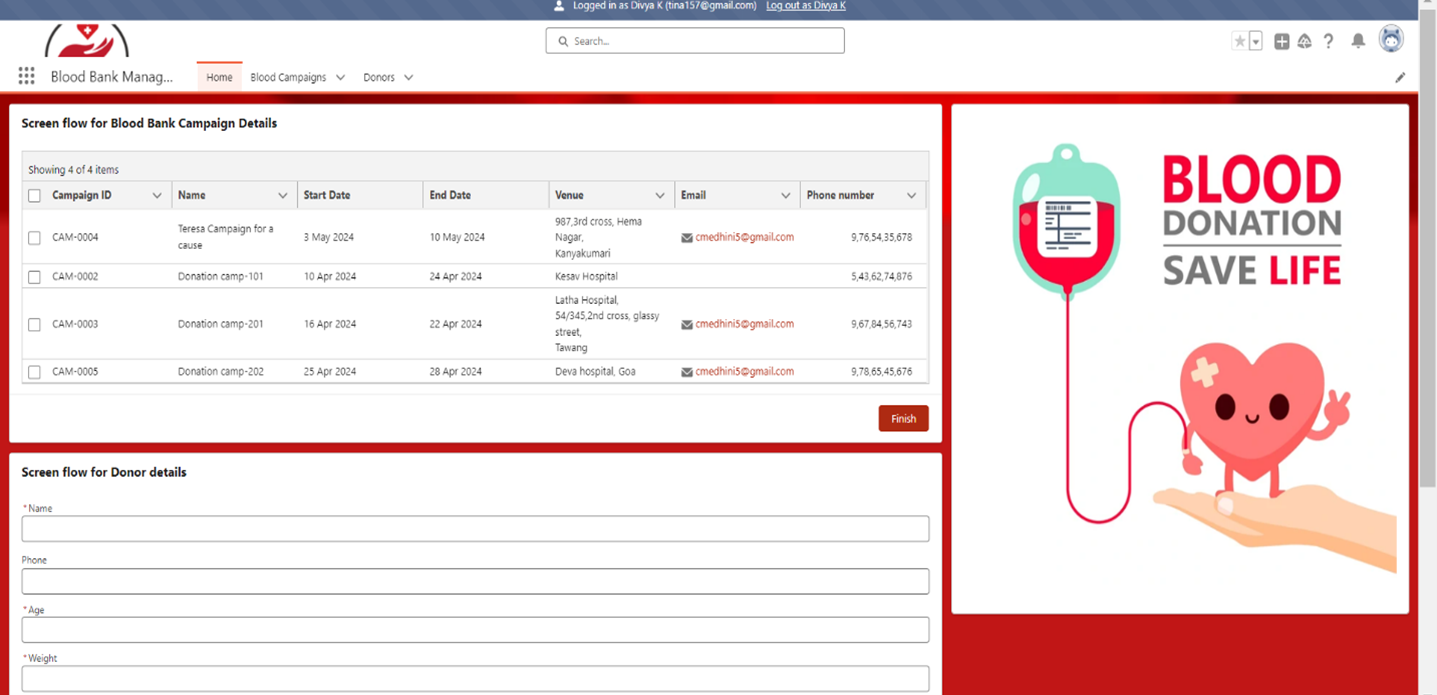 Logged in as Divya K (tina157@gmail.com) Log out as Divya K
Search...
Blood Bank Manag...
Home
Blood Campaigns
Donors
Screen flow for Blood Bank Campaign Details
Showing 4 of 4 items
Campaign ID Name Start Date End Date Venue Email Phone number
CAM-0004 Teresa Campaign for a
cause
3 May 2024 10 May 2024 987,3rd cross, Hema
Nagar,
Kanyakumari
cmedhini5@gmail.com 9,76,54,35,678
CAM-0002 Donation camp-101 10 Apr 2024 24 Apr 2024 Kesav Hospital 5,43,62,74,876
CAM-0003 Donation camp-201 16 Apr 2024 22 Apr 2024 Latha Hospital,
54/345,2nd cross, glassy
street,
Tawang
cmedhini5@gmail.com 9,67,84,56,743
CAM-0005 Donation camp-202 25 Apr 2024 28 Apr 2024 Deva hospital, Goa cmedhini5@gmail.com 9,78,65,45,676
Finish
Screen flow for Donor details
*Name
Phone
*Age
*Weight
BLOOD
DONATION
SAVE LIFE